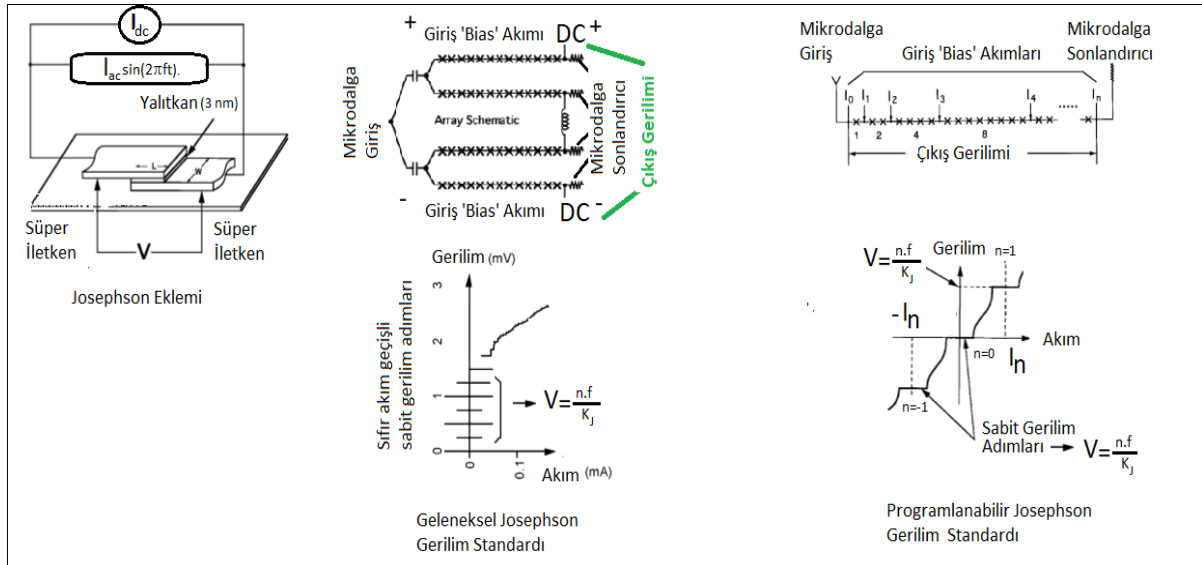 I_dc
I_ac sin(2πft).
Yalıtkan (3 nm)
L
W
Süper
İletken
V
Süper
İletken
Josephson Eklemi
+
Giriş 'Bias' Akımı
DC +
Mikrodalga
Giriş
Array Schematic
Mikrodalga
Sonlandırıcı
Çıkış Gerilimi
-
Giriş 'Bias' Akımı
DC -
Gerilim (mV)
3
2
1
0
Sıfır akım geçişli
sabit gerilim adımları
V=n.f/K_J
0
0.1
Akım (mA)
Geleneksel Josephson
Gerilim Standardı
Mikrodalga
Giriş
Giriş 'Bias' Akımları
Mikrodalga
Sonlandırıcı
I_0 I_1 I_2 I_3 I_4 ..... I_n
1 2 4 8
Çıkış Gerilimi
V=n.f/K_J
Gerilim
n=1
-I_n
Akım
n=0
I_n
n=-1
Sabit Gerilim
Adımları
V=n.f/K_J
Programlanabilir Josephson
Gerilim Standardı